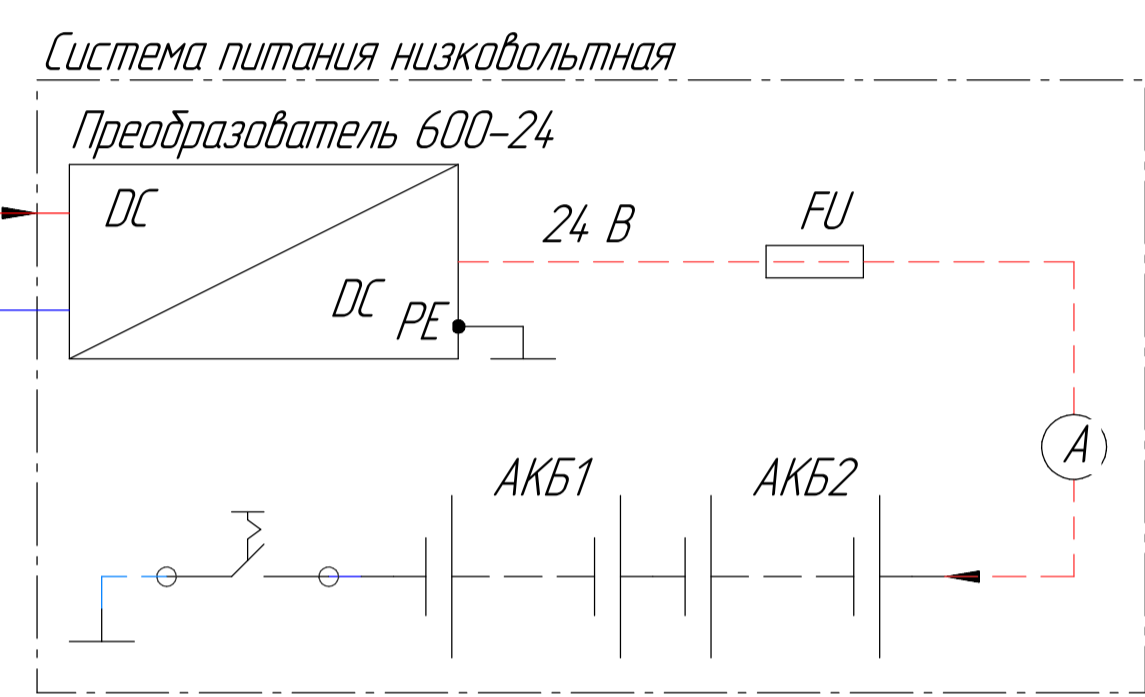 Система питания низковольтная
Преобразователь 600-24
DC
24 В
FU
DC
PE
A
АКБ1
АКБ2